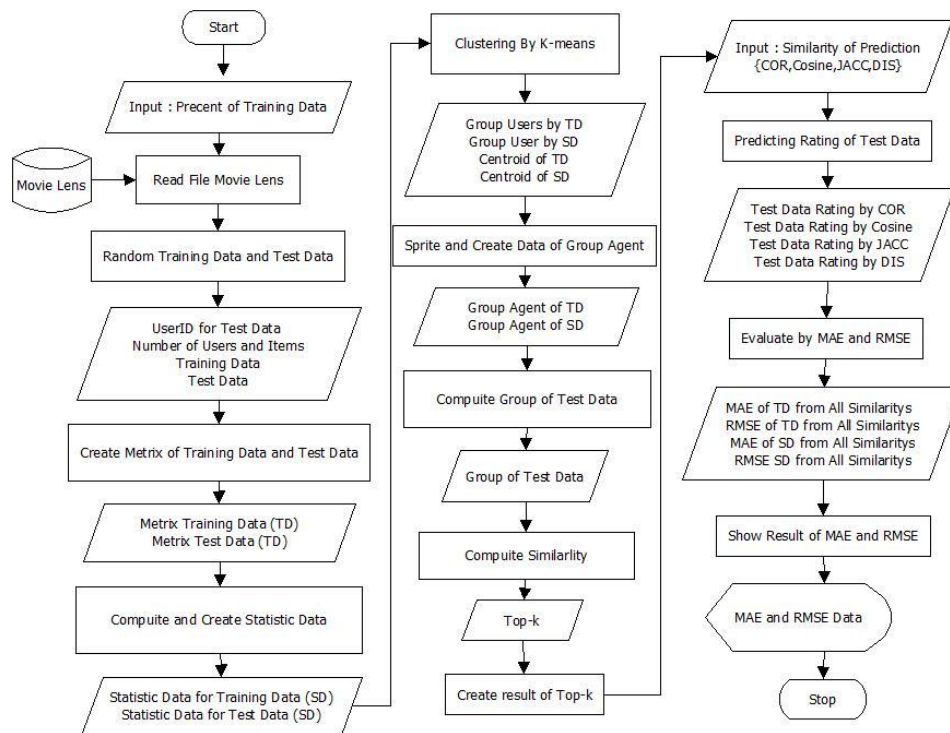 Start
Input : Precent of Training Data
Movie Lens
Read File Movie Lens
Random Training Data and Test Data
UserID for Test Data
Number of Users and Items
Training Data
Test Data
Create Metrix of Training Data and Test Data
Metrix Training Data (TD)
Metrix Test Data (TD)
Compuite and Create Statistic Data
Statistic Data for Training Data (SD)
Statistic Data for Test Data (SD)
Clustering By K-means
Group Users by TD
Group User by SD
Centroid of TD
Centroid of SD
Sprite and Create Data of Group Agent
Group Agent of TD
Group Agent of SD
Compuite Group of Test Data
Group of Test Data
Compuite Similarlity
Top-k
Create result of Top-k
Input : Similarity of Prediction
{COR,Cosine,JACC,DIS}
Predicting Rating of Test Data
Test Data Rating by COR
Test Data Rating by Cosine
Test Data Rating by JACC
Test Data Rating by DIS
Evaluate by MAE and RMSE
MAE of TD from All Similaritys
RMSE of TD from All Similaritys
MAE of SD from All Similaritys
RMSE SD from All Similaritys
Show Result of MAE and RMSE
MAE and RMSE Data
Stop